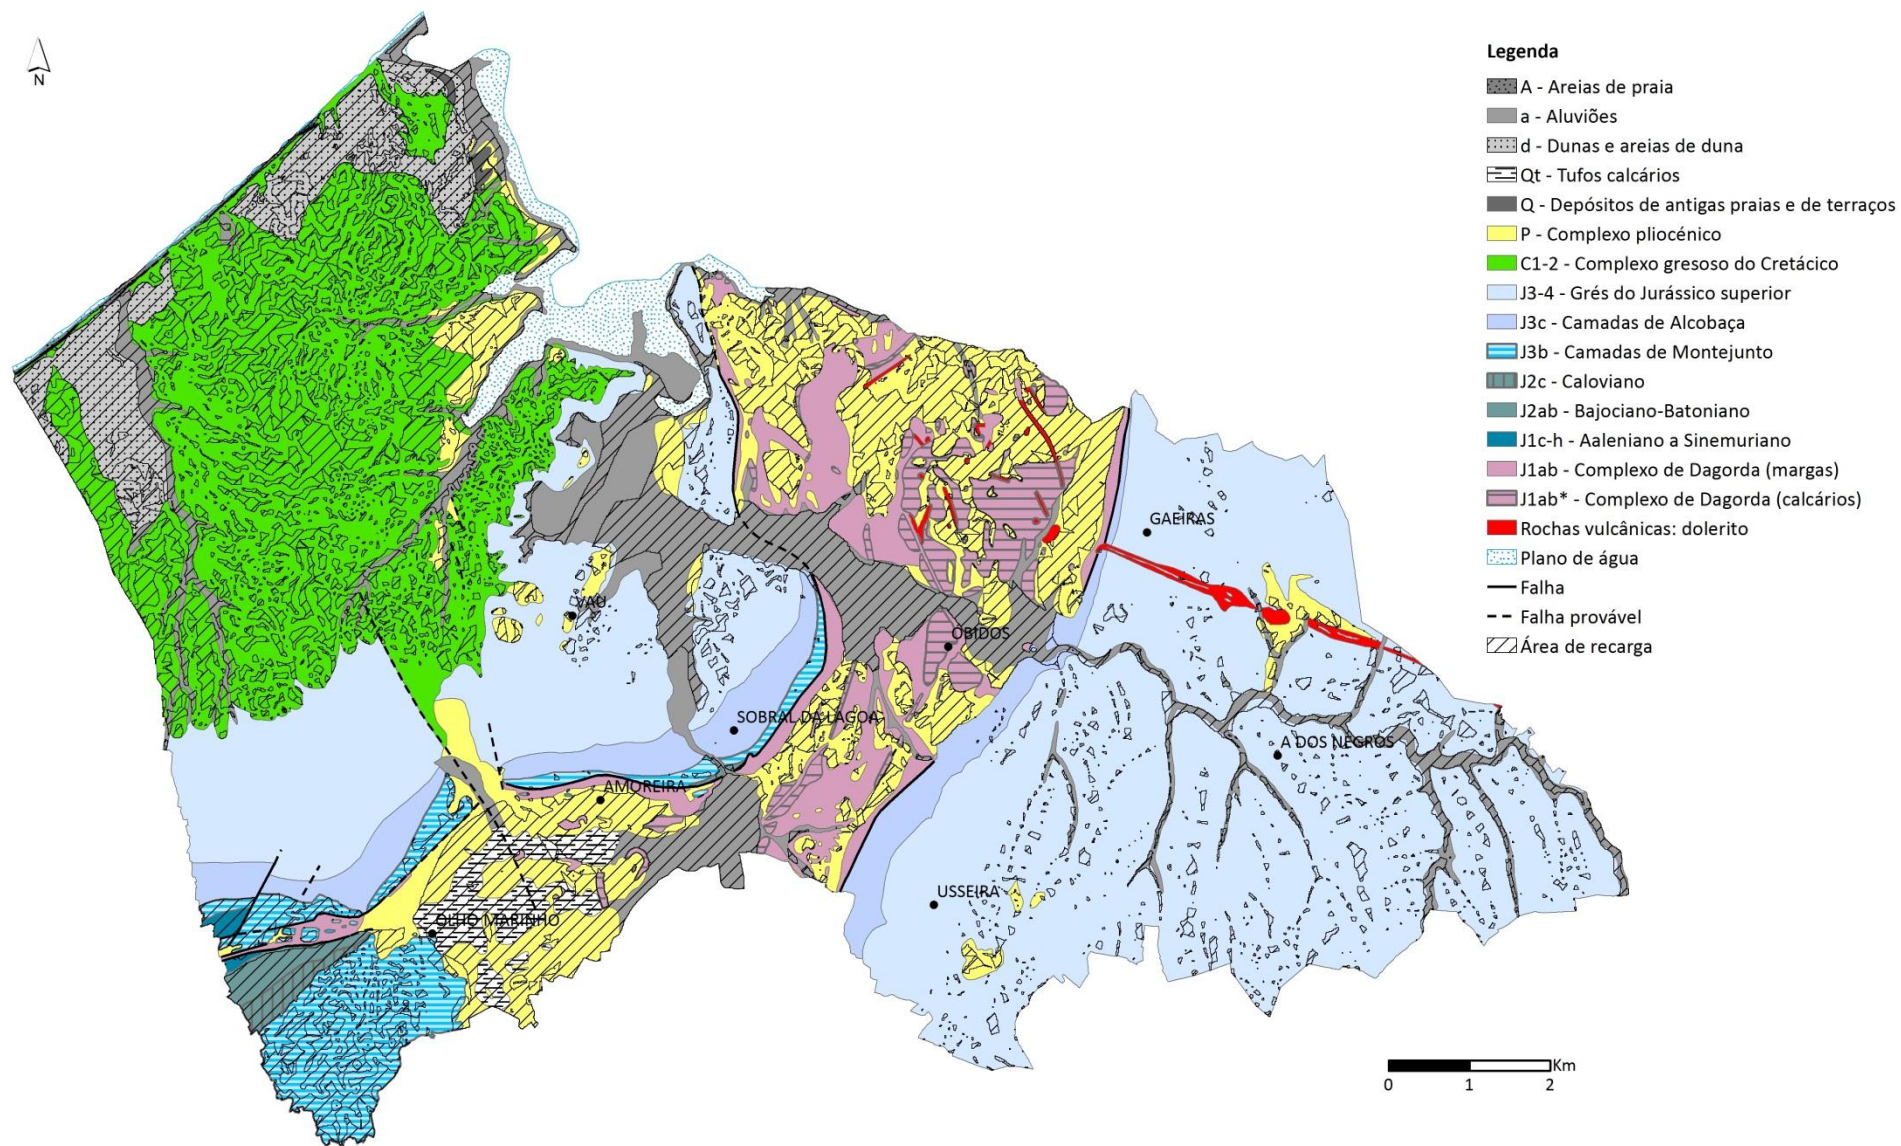 N
Legenda
A - Areias de praia
a - Aluviões
d - Dunas e areias de duna
Qt - Tufos calcários
Q - Depósitos de antigas praias e de terraços
P - Complexo pliocénico
C1-2 - Complexo gresoso do Cretácico
J3-4 - Grés do Jurássico superior
J3c - Camadas de Alcobaça
J3b - Camadas de Montejunto
J2c - Caloviano
J2ab - Bajociano-Batoniano
J1c-h - Aaleniano a Sinemuriano
J1ab - Complexo de Dagorda (margas)
J1ab* - Complexo de Dagorda (calcários)
Rochas vulcânicas: dolerito
Plano de água
Falha
Falha provável
Área de recarga
GAEIRAS
VAU
ÓBIDOS
SOBRAL DA LAGOA
A DOS NEGROS
AMOREIRA
USSEIRA
OLHO MARINHO
Km
0 1 2